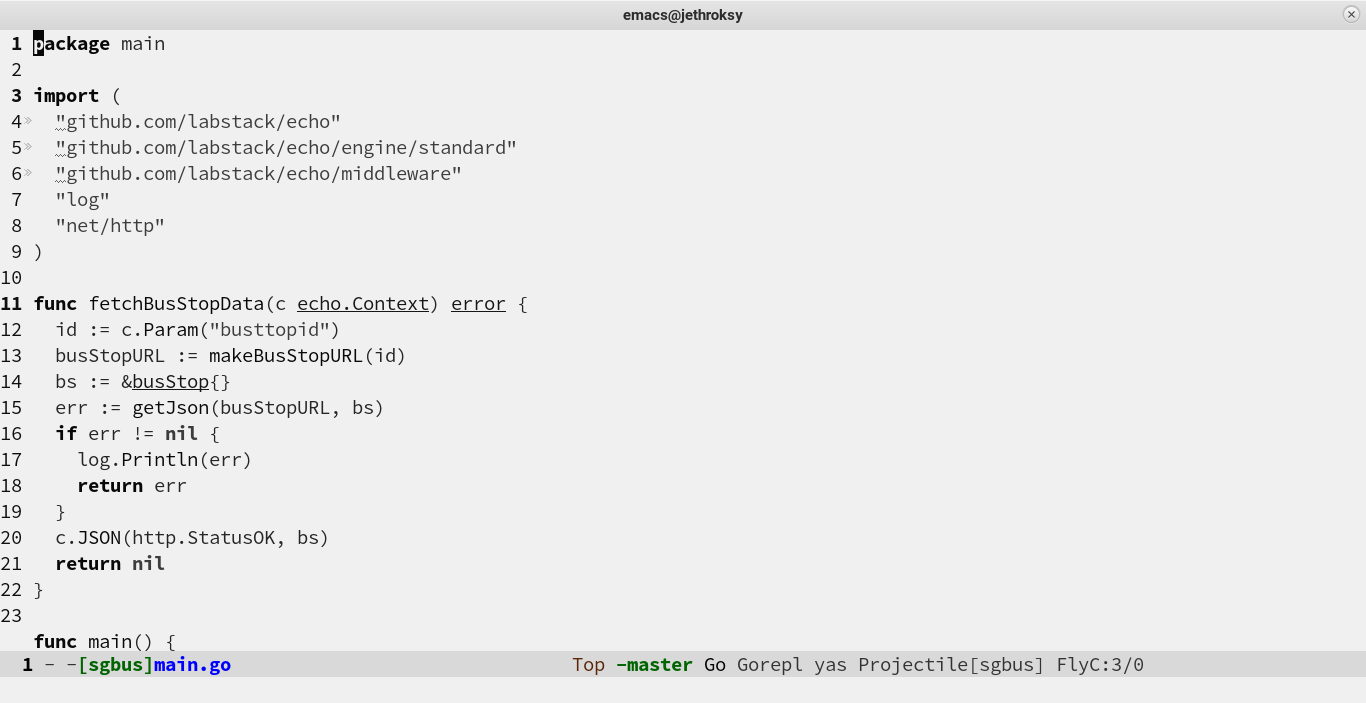 emacs@jethroksy
1 package main
2
3 import (
4» "github.com/labstack/echo"
5» "github.com/labstack/echo/engine/standard"
6» "github.com/labstack/echo/middleware"
7 "log"
8 "net/http"
9 )
10
11 func fetchBusStopData(c echo.Context) error {
12 id := c.Param("busttopid")
13 busStopURL := makeBusStopURL(id)
14 bs := &busStop{}
15 err := getJson(busStopURL, bs)
16 if err != nil {
17 log.Println(err)
18 return err
19 }
20 c.JSON(http.StatusOK, bs)
21 return nil
22 }
23
func main() {
1 - -[sgbus]main.go Top -master Go Gorepl yas Projectile[sgbus] FlyC:3/0